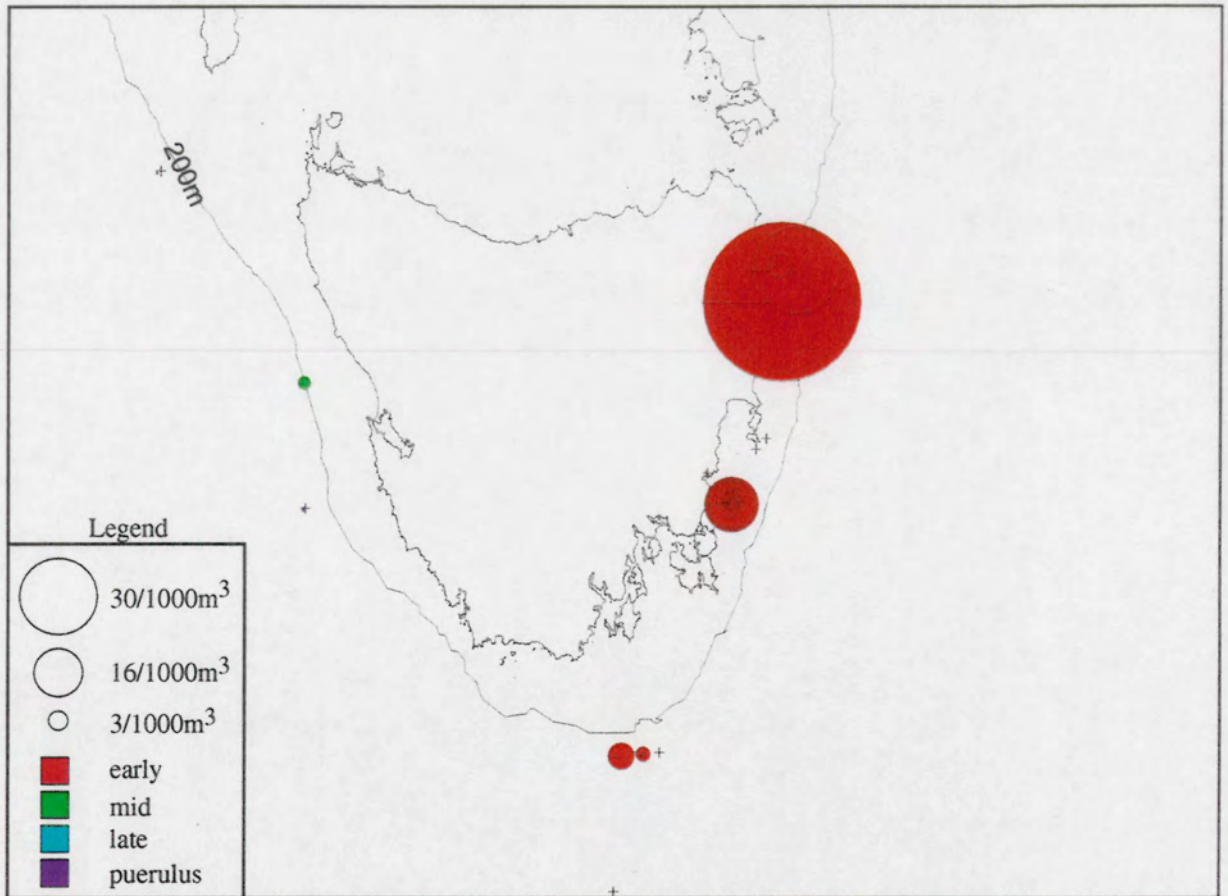 200m
Legend
30/1000m³
16/1000m³
3/1000m³
early
mid
late
puerulus